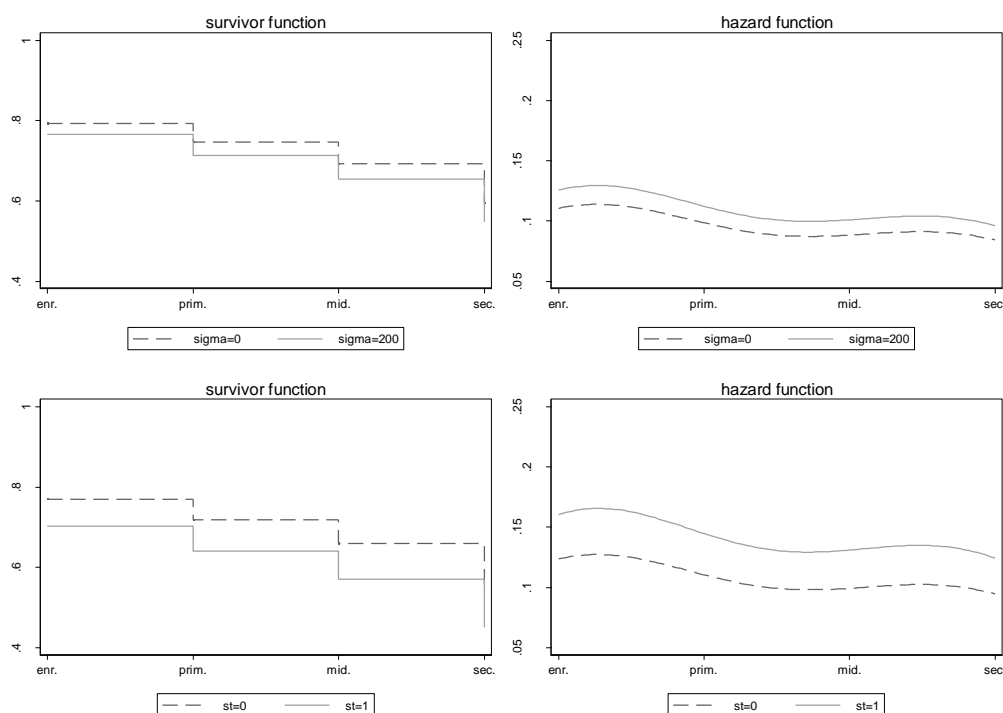 survivor function
1
.8
.6
.4
enr. prim. mid. sec.
sigma=0 sigma=200
hazard function
.25
.2
.15
.1
.05
enr. prim. mid. sec.
sigma=0 sigma=200
survivor function
1
.8
.6
.4
enr. prim. mid. sec.
st=0 st=1
hazard function
.25
.2
.15
.1
.05
enr. prim. mid. sec.
st=0 st=1